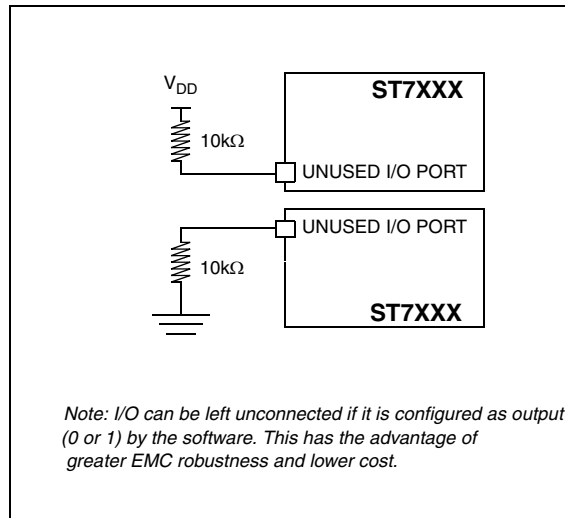 V_DD
ST7XXX
10kΩ
UNUSED I/O PORT
UNUSED I/O PORT
10kΩ
ST7XXX
Note: I/O can be left unconnected if it is configured as output
(0 or 1) by the software. This has the advantage of
greater EMC robustness and lower cost.